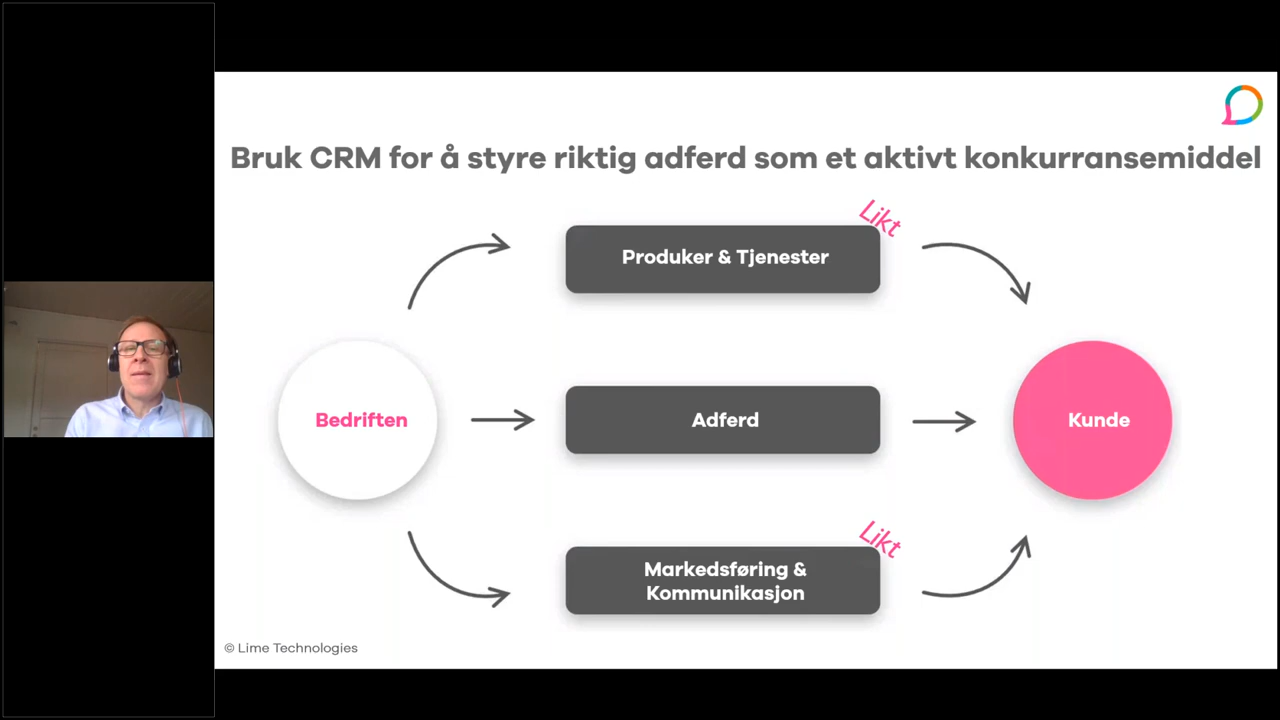 Bruk CRM for å styre riktig adferd som et aktivt konkurransemiddel
Likt
Produker & Tjenester
Bedriften
Adferd
Kunde
Likt
Markedsføring &
Kommunikasjon
© Lime Technologies